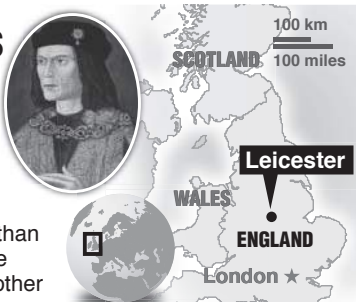 S
100 km
SCOTLAND
100 miles
Leicester
WALES
ENGLAND
London
than
e
other